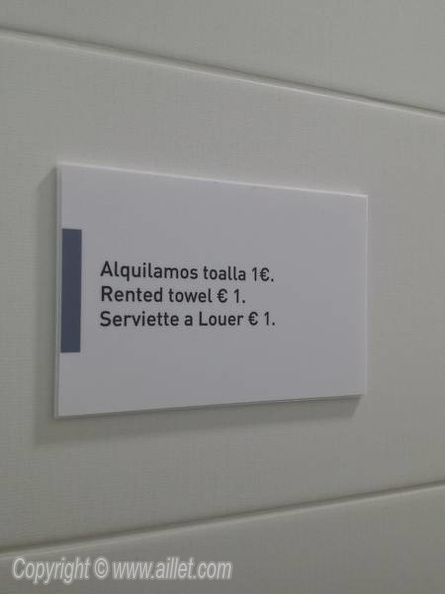 Alquilamos toalla 1€.
Rented towel € 1.
Serviette a Louer € 1.
Copyright © www.aillet.com